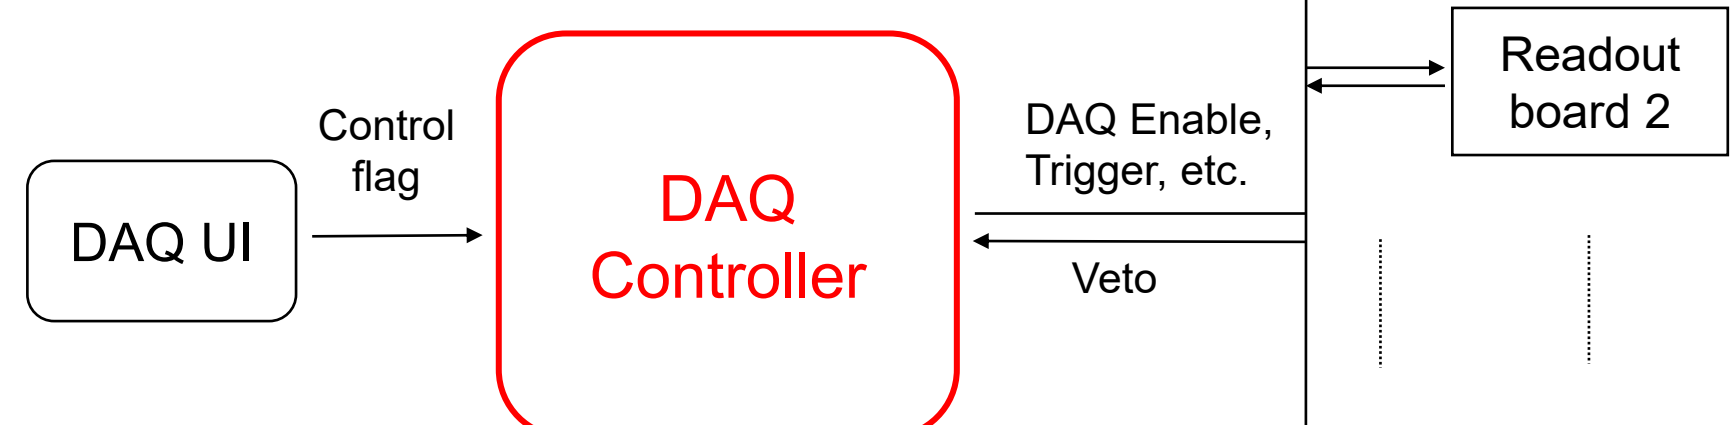 DAQ UI
Control
flag
DAQ
Controller
DAQ Enable,
Trigger, etc.
Veto
Readout
board 2